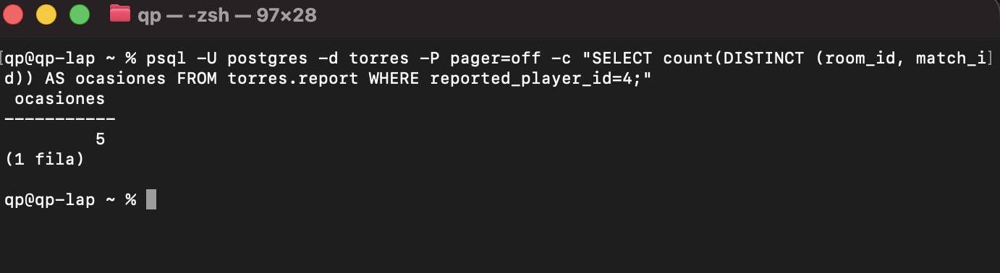 qp — -zsh — 97×28
qp@qp-lap ~ % psql -U postgres -d torres -P pager=off -c "SELECT count(DISTINCT (room_id, match_i
d)) AS ocasiones FROM torres.report WHERE reported_player_id=4;"
 ocasiones
-----------
         5
(1 fila)
qp@qp-lap ~ %